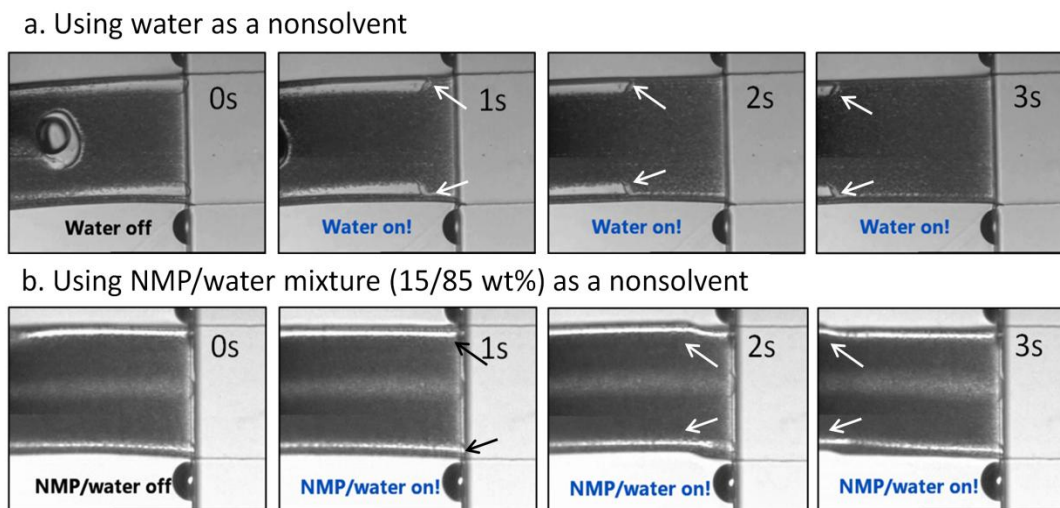 a. Using water as a nonsolvent
0s 1s 2s 3s
Water off Water on! Water on! Water on!
b. Using NMP/water mixture (15/85 wt%) as a nonsolvent
0s 1s 2s 3s
NMP/water off NMP/water on! NMP/water on! NMP/water on!